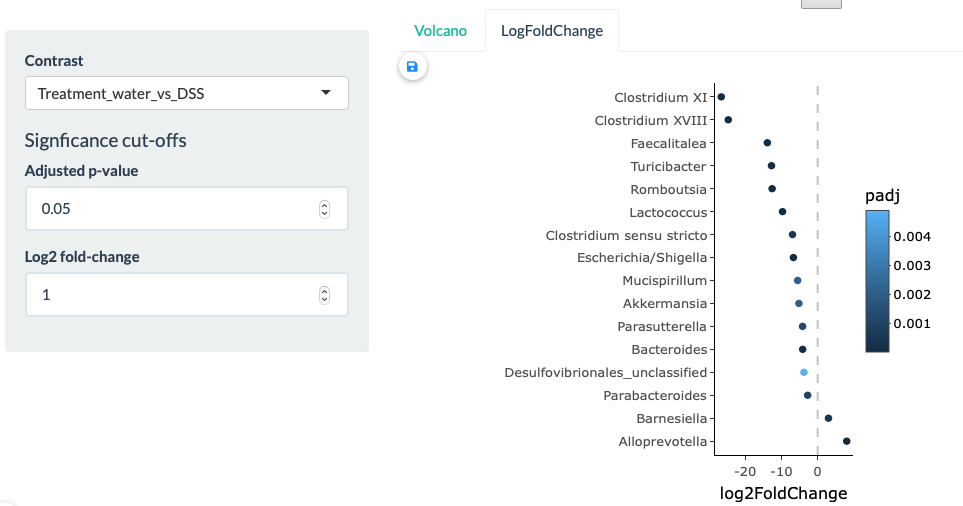 Contrast
Treatment_water_vs_DSS
Signficance cut-offs
Adjusted p-value
0.05
Log2 fold-change
1
Volcano
LogFoldChange
Clostridium XI
Clostridium XVIII
Faecalitalea
Turicibacter
Romboutsia
Lactococcus
Clostridium sensu stricto
Escherichia/Shigella
Mucispirillum
Akkermansia
Parasutterella
Bacteroides
Desulfovibrionales_unclassified
Parabacteroides
Barnesiella
Alloprevotella
-20 -10 0
log2FoldChange
padj
0.004
0.003
0.002
0.001